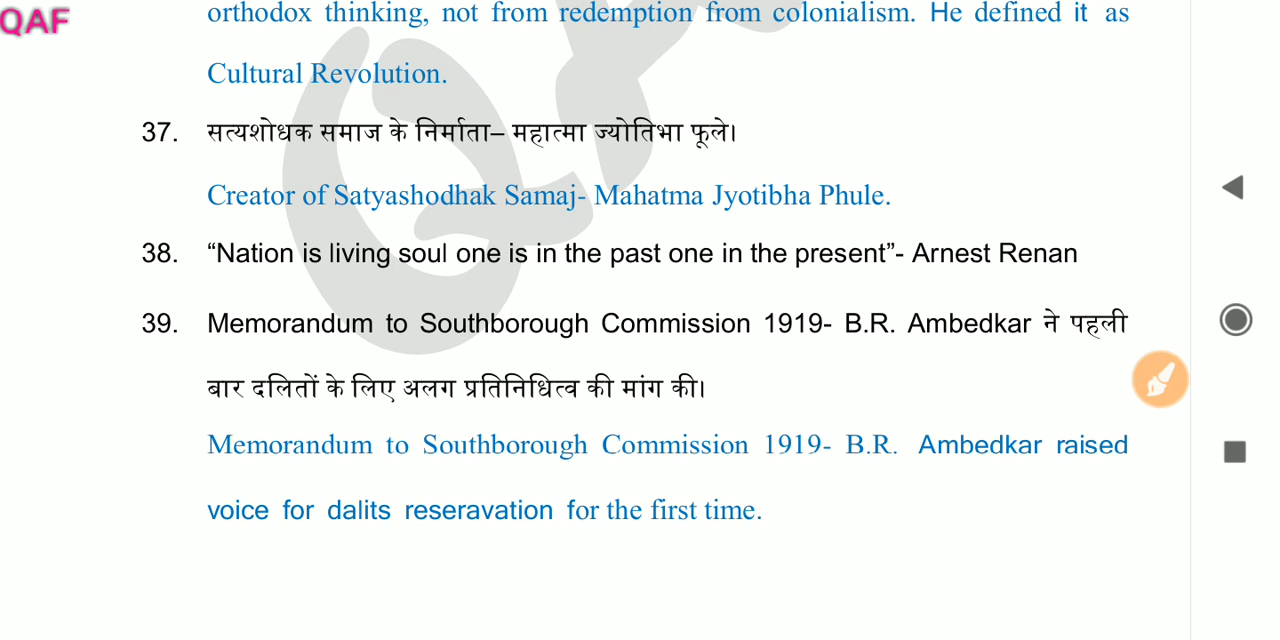 QAF
orthodox thinking, not from redemption from colonialism. He defined it as
Cultural Revolution.
37. सत्यशोधक समाज के निर्माता– महात्मा ज्योतिभा फूले।
Creator of Satyashodhak Samaj- Mahatma Jyotibha Phule.
38. “Nation is living soul one is in the past one in the present”- Arnest Renan
39. Memorandum to Southborough Commission 1919- B.R. Ambedkar ने पहली
बार दलितों के लिए अलग प्रतिनिधित्व की मांग की।
Memorandum to Southborough Commission 1919- B.R. Ambedkar raised
voice for dalits reseravation for the first time.